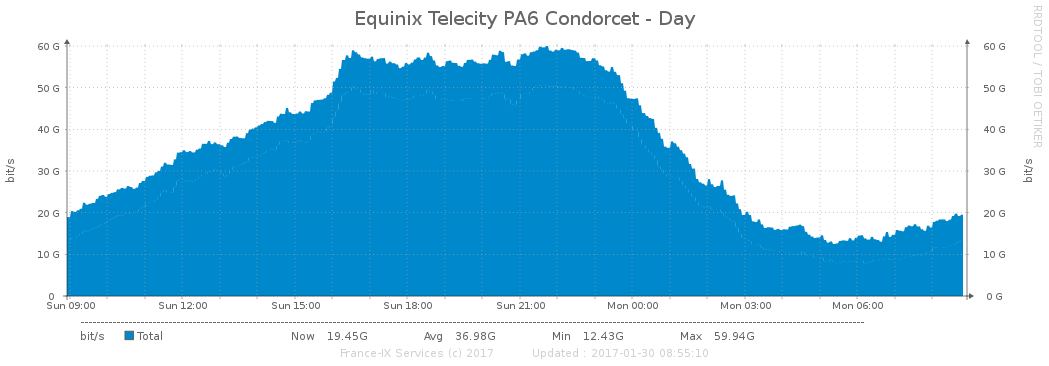 Equinix Telecity PA6 Condorcet - Day
RRDTOOL / TOBI OETIKER
bit/s
bit/s
60 G 60 G
50 G 50 G
40 G 40 G
30 G 30 G
20 G 20 G
10 G 10 G
0 0 G
Sun 09:00 Sun 12:00 Sun 15:00 Sun 18:00 Sun 21:00 Mon 00:00 Mon 03:00 Mon 06:00
bit/s Total Now 19.45G Avg 36.98G Min 12.43G Max 59.94G
France-IX Services (c) 2017 Updated : 2017-01-30 08:55:10